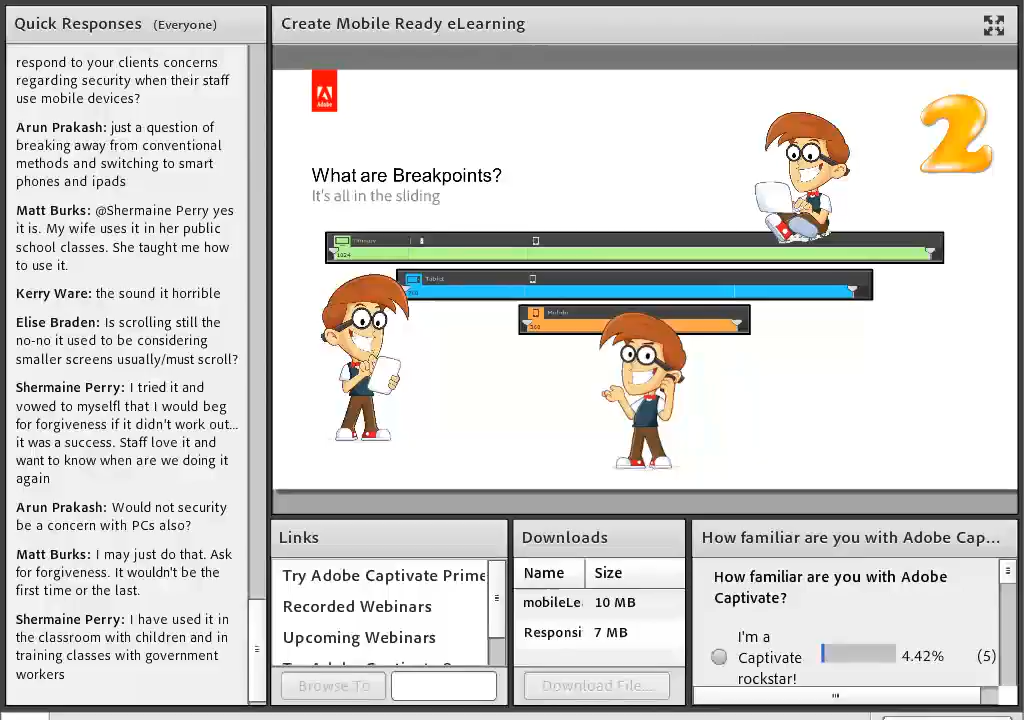 Quick Responses (Everyone)
respond to your clients concerns
regarding security when their staff
use mobile devices?
Arun Prakash: just a question of
breaking away from conventional
methods and switching to smart
phones and ipads
Matt Burks: @Shermaine Perry yes
it is. My wife uses it in her public
school classes. She taught me how
to use it.
Kerry Ware: the sound it horrible
Elise Braden: Is scrolling still the
no-no it used to be considering
smaller screens usually/must scroll?
Shermaine Perry: I tried it and
vowed to myselfl that I would beg
for forgiveness if it didn't work out...
it was a success. Staff love it and
want to know when are we doing it
again
Arun Prakash: Would not security
be a concern with PCs also?
Matt Burks: I may just do that. Ask
for forgiveness. It wouldn't be the
first time or the last.
Shermaine Perry: I have used it in
the classroom with children and in
training classes with government
workers
Create Mobile Ready eLearning
Adobe
2
What are Breakpoints?
It's all in the sliding
1024
Tablet
Mobile
360
Links
Try Adobe Captivate Prime
Recorded Webinars
Upcoming Webinars
Browse To
Downloads
Name Size
mobileLe 10 MB
Responsi 7 MB
Download File...
How familiar are you with Adobe Cap...
How familiar are you with Adobe
Captivate?
I'm a
Captivate
rockstar!
4.42% (5)